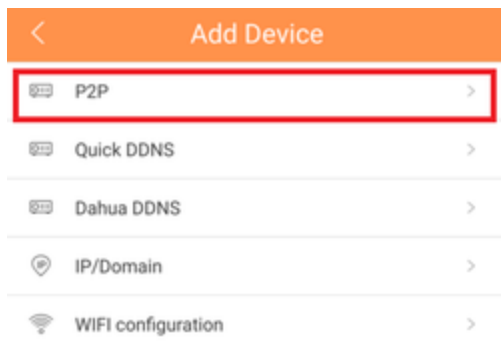 Add Device
P2P
Quick DDNS
Dahua DDNS
IP/Domain
WIFI configuration